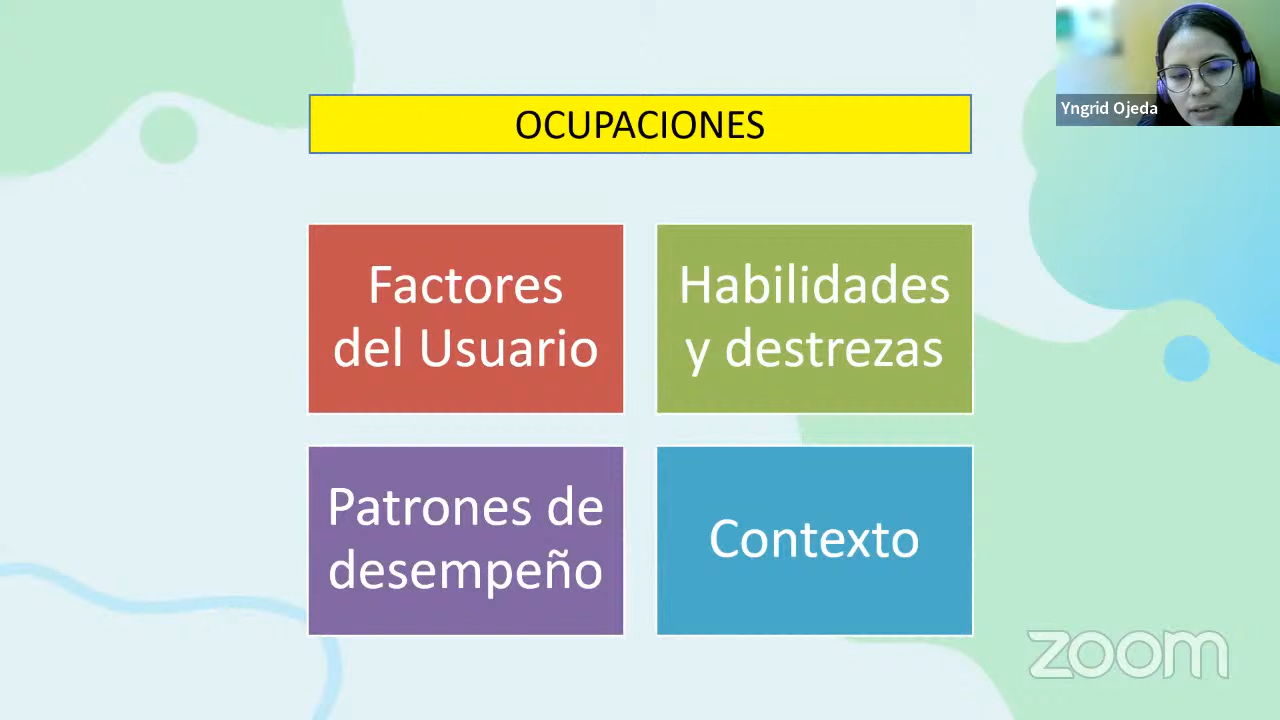 OCUPACIONES
Yngrid Ojeda
Factores
del Usuario
Habilidades
y destrezas
Patrones de
desempeño
Contexto
zoom